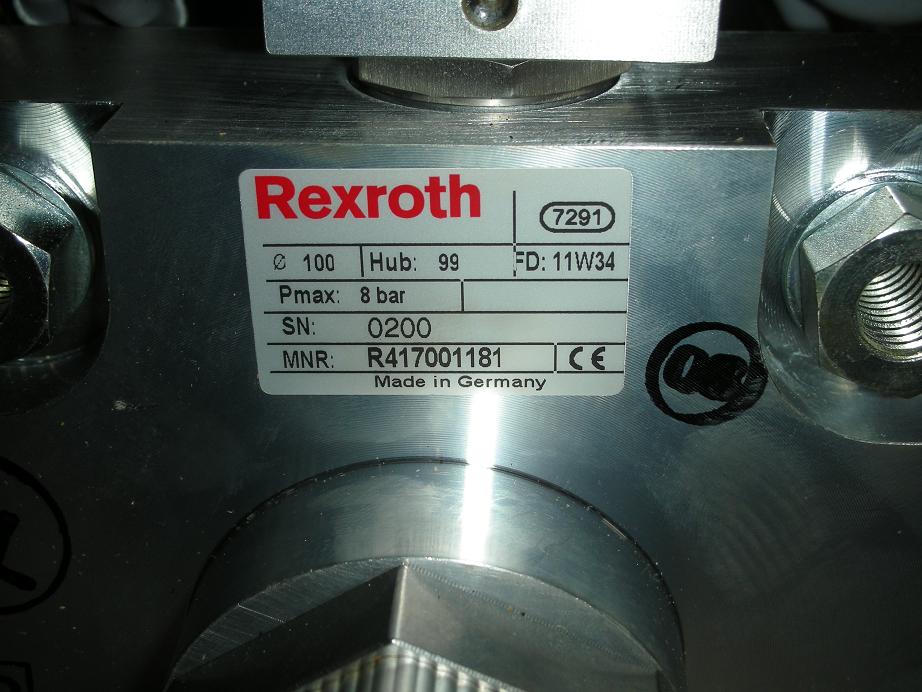 Rexroth
7291
Ø 100 Hub: 99 FD: 11W34
Pmax: 8 bar
SN: 0200
MNR: R417001181 CE
Made in Germany